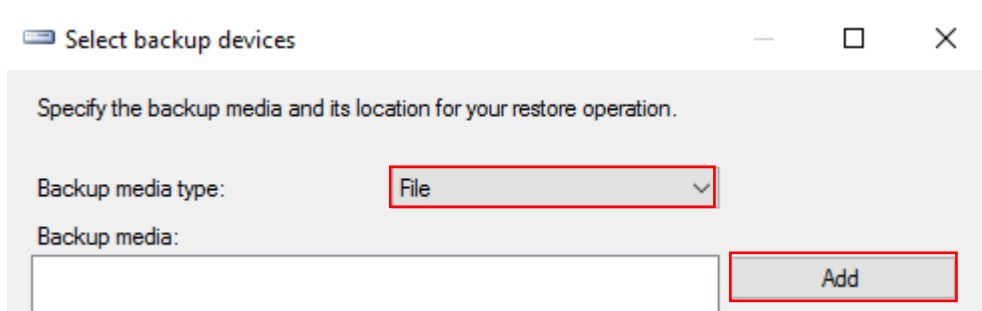 Select backup devices
Specify the backup media and its location for your restore operation.
Backup media type: File
Backup media:
Add